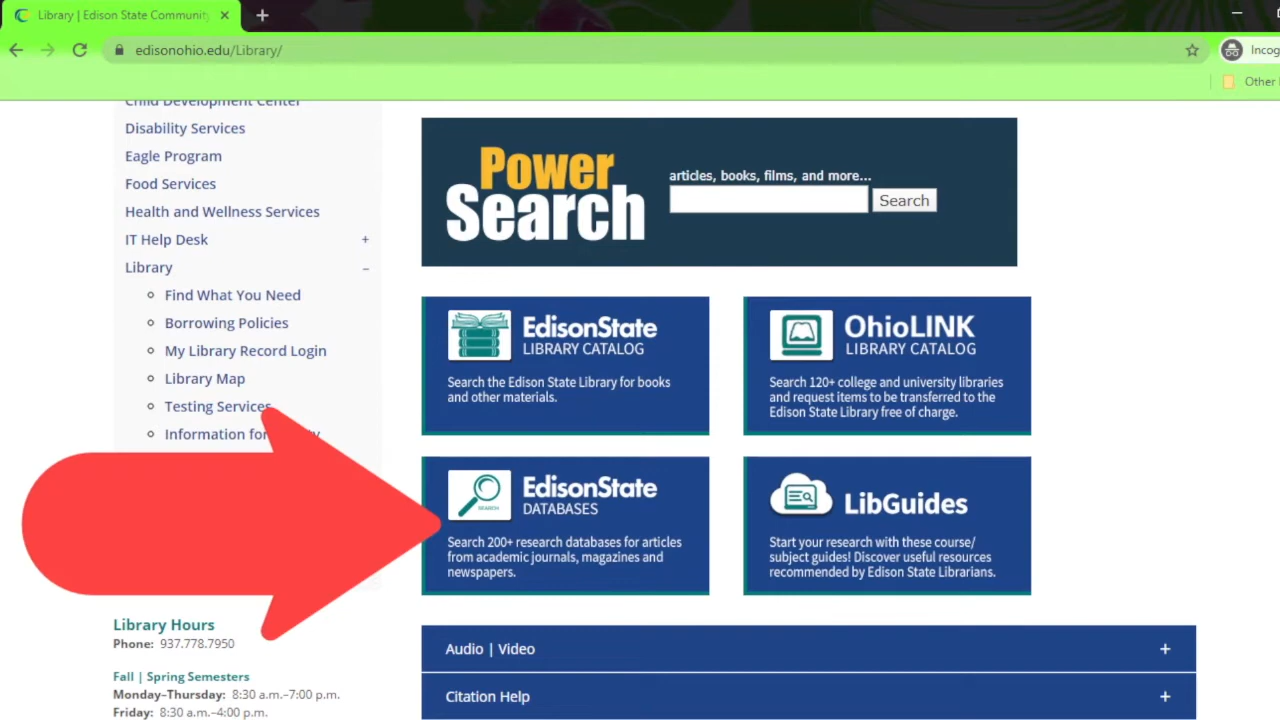 Library | Edison State Community
edisonohio.edu/Library/
Incog
Other
Child Development Center
Disability Services
Eagle Program
Food Services
Health and Wellness Services
IT Help Desk +
Library –
Find What You Need
Borrowing Policies
My Library Record Login
Library Map
Testing Services
Information for
Library Hours
Phone: 937.778.7950
Fall | Spring Semesters
Monday–Thursday: 8:30 a.m.–7:00 p.m.
Friday: 8:30 a.m.–4:00 p.m.
Power
Search
articles, books, films, and more...
Search
EdisonState
LIBRARY CATALOG
Search the Edison State Library for books
and other materials.
OhioLINK
LIBRARY CATALOG
Search 120+ college and university libraries
and request items to be transferred to the
Edison State Library free of charge.
SEARCH
EdisonState
DATABASES
Search 200+ research databases for articles
from academic journals, magazines and
newspapers.
LibGuides
Start your research with these course/
subject guides! Discover useful resources
recommended by Edison State Librarians.
Audio | Video +
Citation Help +